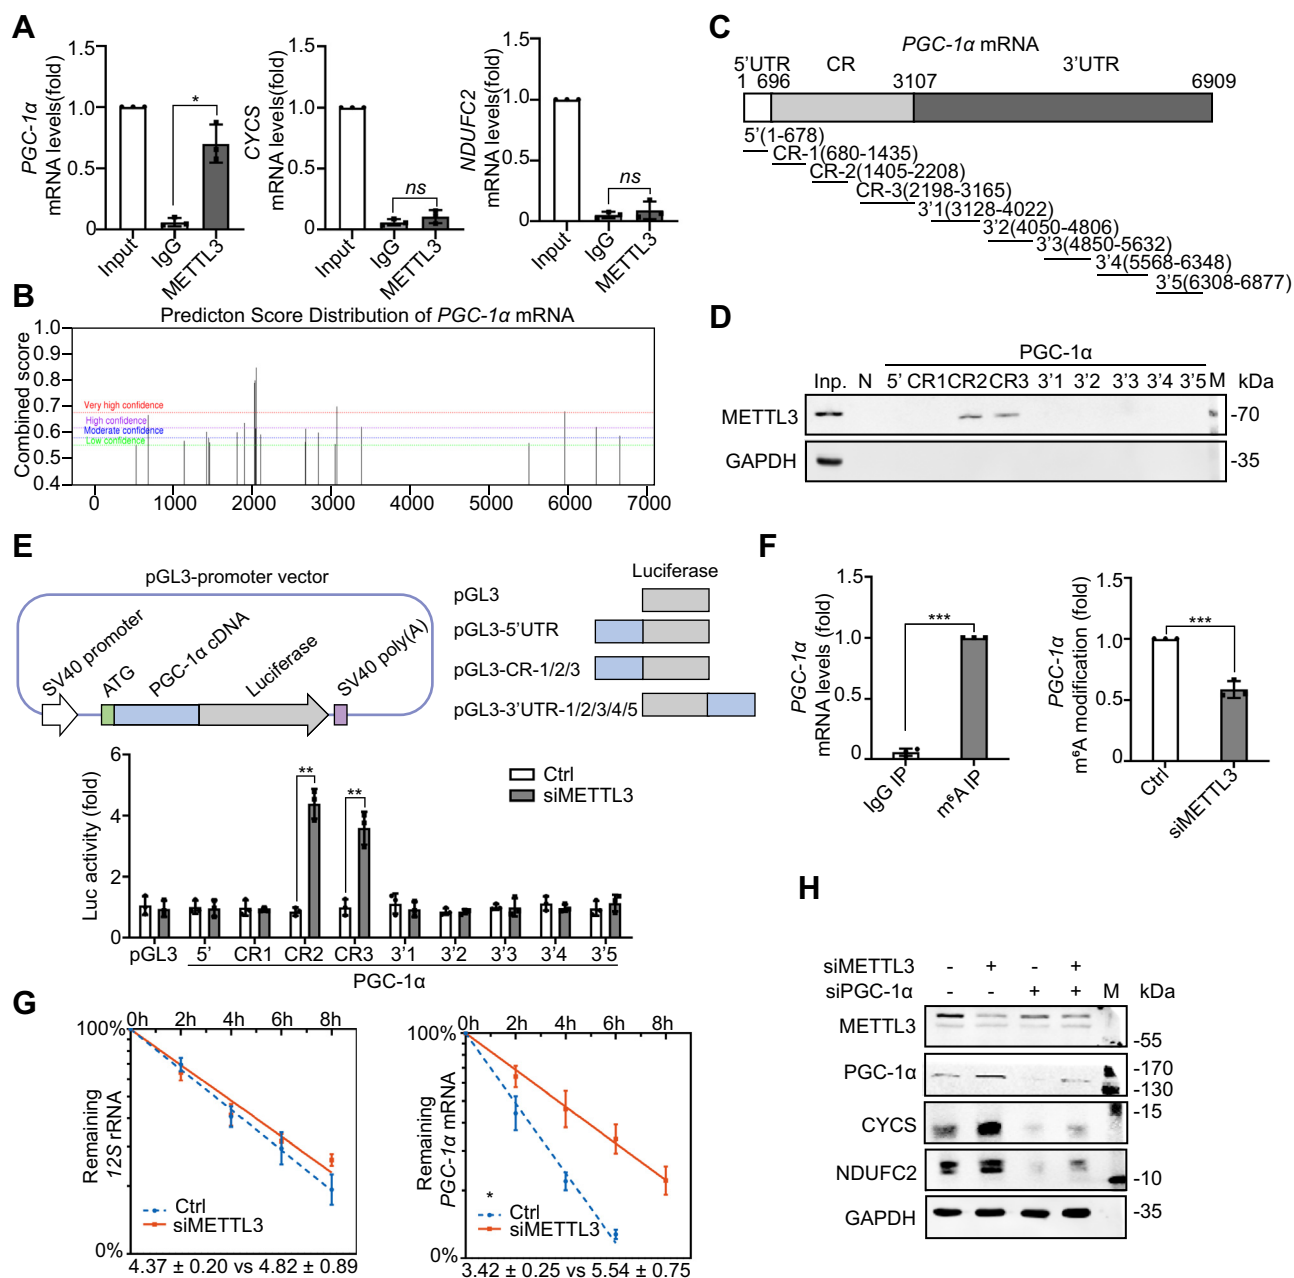 A
PGC-1α
mRNA levels(fold)
1.5
1.0
0.5
0
*
Input
IgG
METTL3
CYCS
mRNA levels(fold)
1.5
1.0
0.5
0
ns
Input
IgG
METTL3
NDUFC2
mRNA levels(fold)
1.5
1.0
0.5
0
ns
Input
IgG
METTL3
B
Predicton Score Distribution of PGC-1α mRNA
Combined score
1.0
0.9
0.8
0.7
0.6
0.5
0.4
Very high confidence
High confidence
Moderate confidence
Low confidence
0 1000 2000 3000 4000 5000 6000 7000
C
PGC-1α mRNA
5'UTR CR 3'UTR
1 696 3107 6909
5'(1-678)
CR-1(680-1435)
CR-2(1405-2208)
CR-3(2198-3165)
3'1(3128-4022)
3'2(4050-4806)
3'3(4850-5632)
3'4(5568-6348)
3'5(6308-6877)
D
PGC-1α
Inp. N 5' CR1 CR2 CR3 3'1 3'2 3'3 3'4 3'5 M kDa
METTL3 -70
GAPDH -35
E
pGL3-promoter vector
SV40 promoter
ATG
PGC-1α cDNA
Luciferase
SV40 poly(A)
Luciferase
pGL3
pGL3-5'UTR
pGL3-CR-1/2/3
pGL3-3'UTR-1/2/3/4/5
Luc activity (fold)
6
4
2
0
**
**
Ctrl
siMETTL3
pGL3 5' CR1 CR2 CR3 3'1 3'2 3'3 3'4 3'5
PGC-1α
F
PGC-1α
mRNA levels (fold)
1.5
1.0
0.5
0
***
IgG IP
m⁶A IP
PGC-1α
m⁶A modification (fold)
1.5
1.0
0.5
0
***
Ctrl
siMETTL3
G
Remaining
12S rRNA
0h 2h 4h 6h 8h
100%
0%
Ctrl
siMETTL3
4.37 ± 0.20 vs 4.82 ± 0.89
Remaining
PGC-1α mRNA
0h 2h 4h 6h 8h
100%
0%
*
Ctrl
siMETTL3
3.42 ± 0.25 vs 5.54 ± 0.75
H
siMETTL3 - + - +
siPGC-1α - - + + M kDa
METTL3 -55
PGC-1α -170
-130
CYCS -15
NDUFC2 -10
GAPDH -35